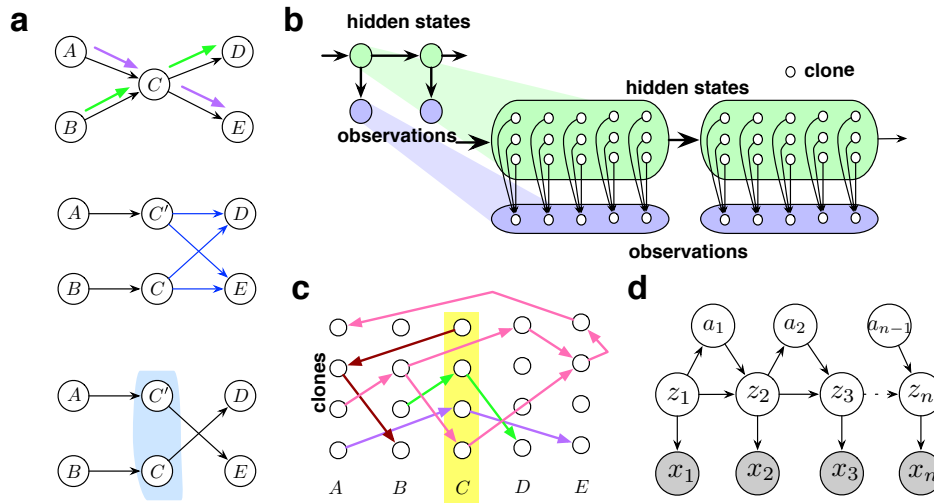 a
A
D
C
B
E
A
C′
D
B
C
E
A
C′
D
B
C
E
b
hidden states
observations
clone
hidden states
observations
c
clones
A B C D E
d
a₁ a₂ aₙ₋₁
z₁ z₂ z₃ zₙ
x₁ x₂ x₃ xₙ